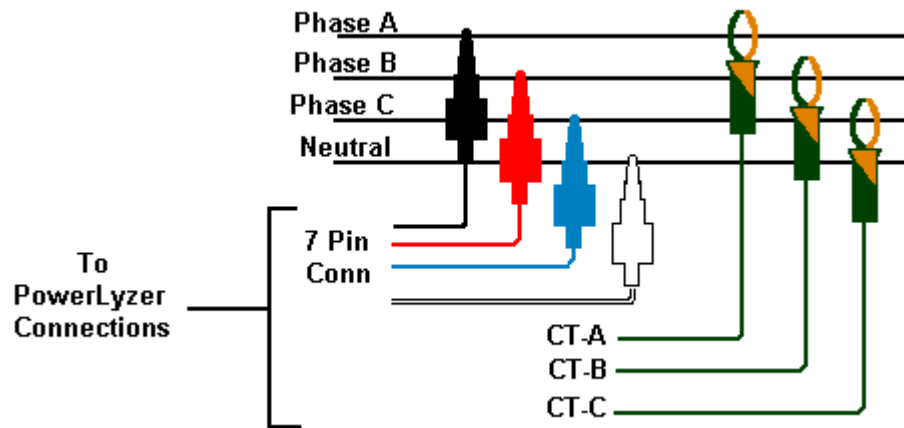 Phase A
Phase B
Phase C
Neutral
7 Pin
Conn
To
PowerLyzer
Connections
CT-A
CT-B
CT-C